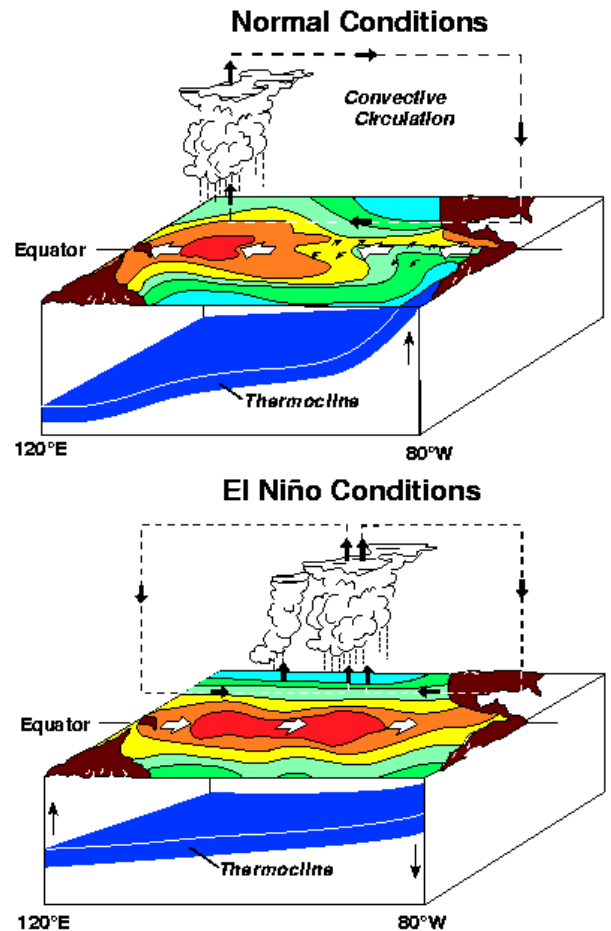 Normal Conditions
Convective
Circulation
Equator
Thermocline
120°E
80°W
El Niño Conditions
Equator
Thermocline
120°E
80°W